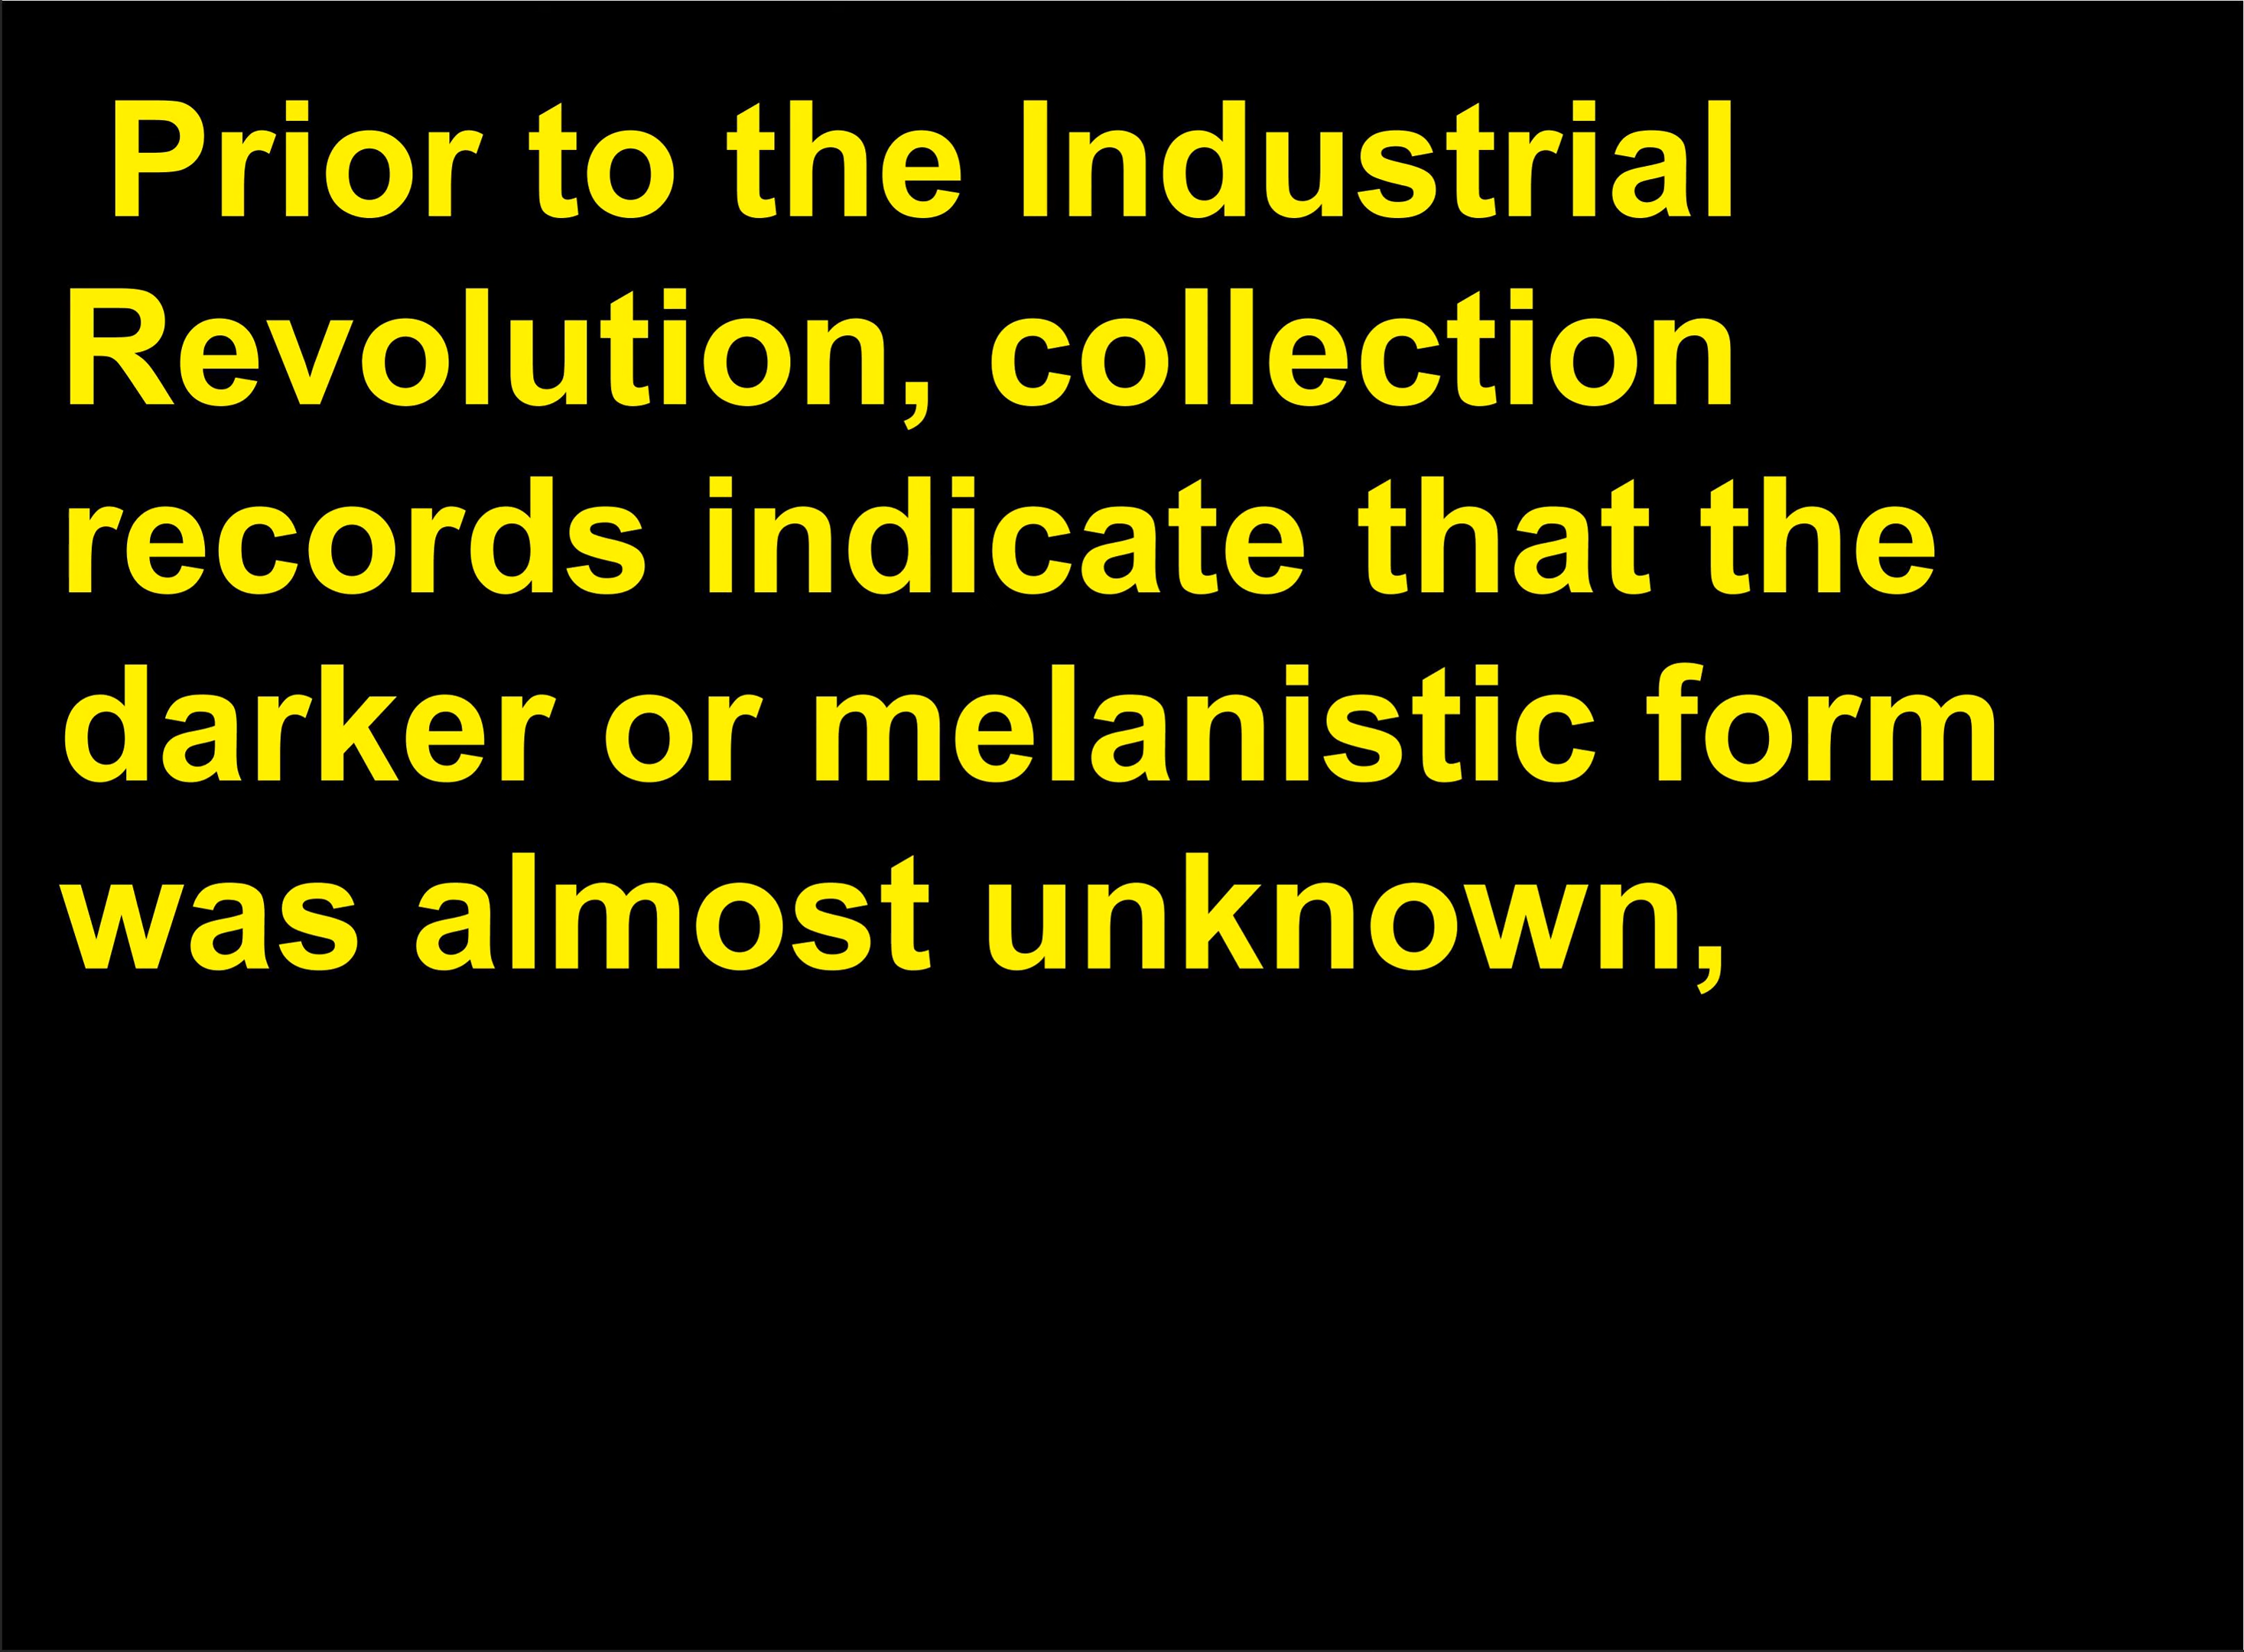 Prior to the Industrial
Revolution, collection
records indicate that the
darker or melanistic form
was almost unknown,